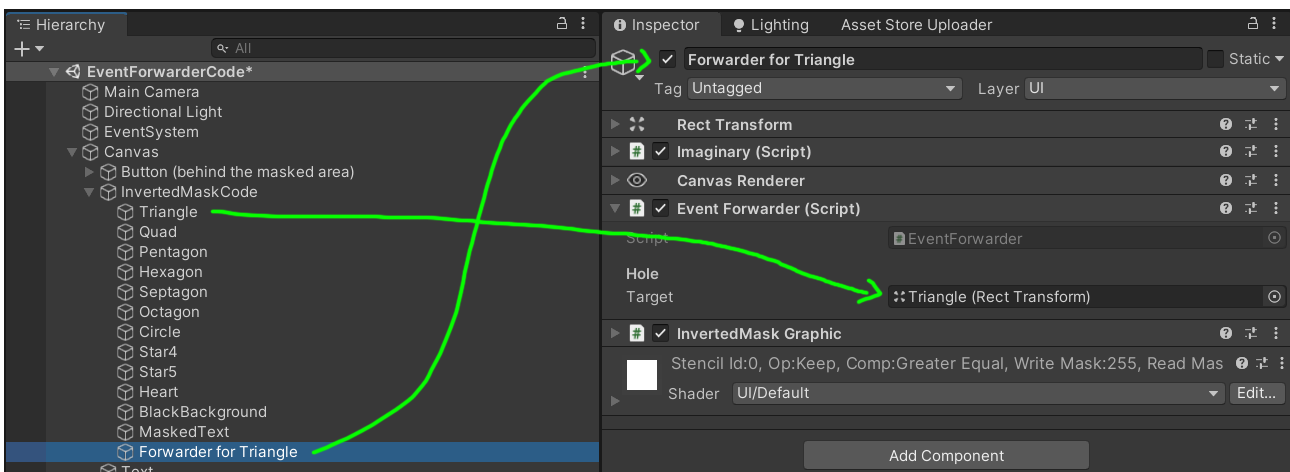 Hierarchy
All
EventForwarderCode*
Main Camera
Directional Light
EventSystem
Canvas
Button (behind the masked area)
InvertedMaskCode
Triangle
Quad
Pentagon
Hexagon
Septagon
Octagon
Circle
Star4
Star5
Heart
BlackBackground
MaskedText
Forwarder for Triangle
Text
Inspector Lighting Asset Store Uploader
Forwarder for Triangle Static
Tag Untagged Layer UI
Rect Transform
Imaginary (Script)
Canvas Renderer
Event Forwarder (Script)
Script EventForwarder
Hole
Target Triangle (Rect Transform)
InvertedMask Graphic
Stencil Id:0, Op:Keep, Comp:Greater Equal, Write Mask:255, Read Mas
Shader UI/Default Edit...
Add Component